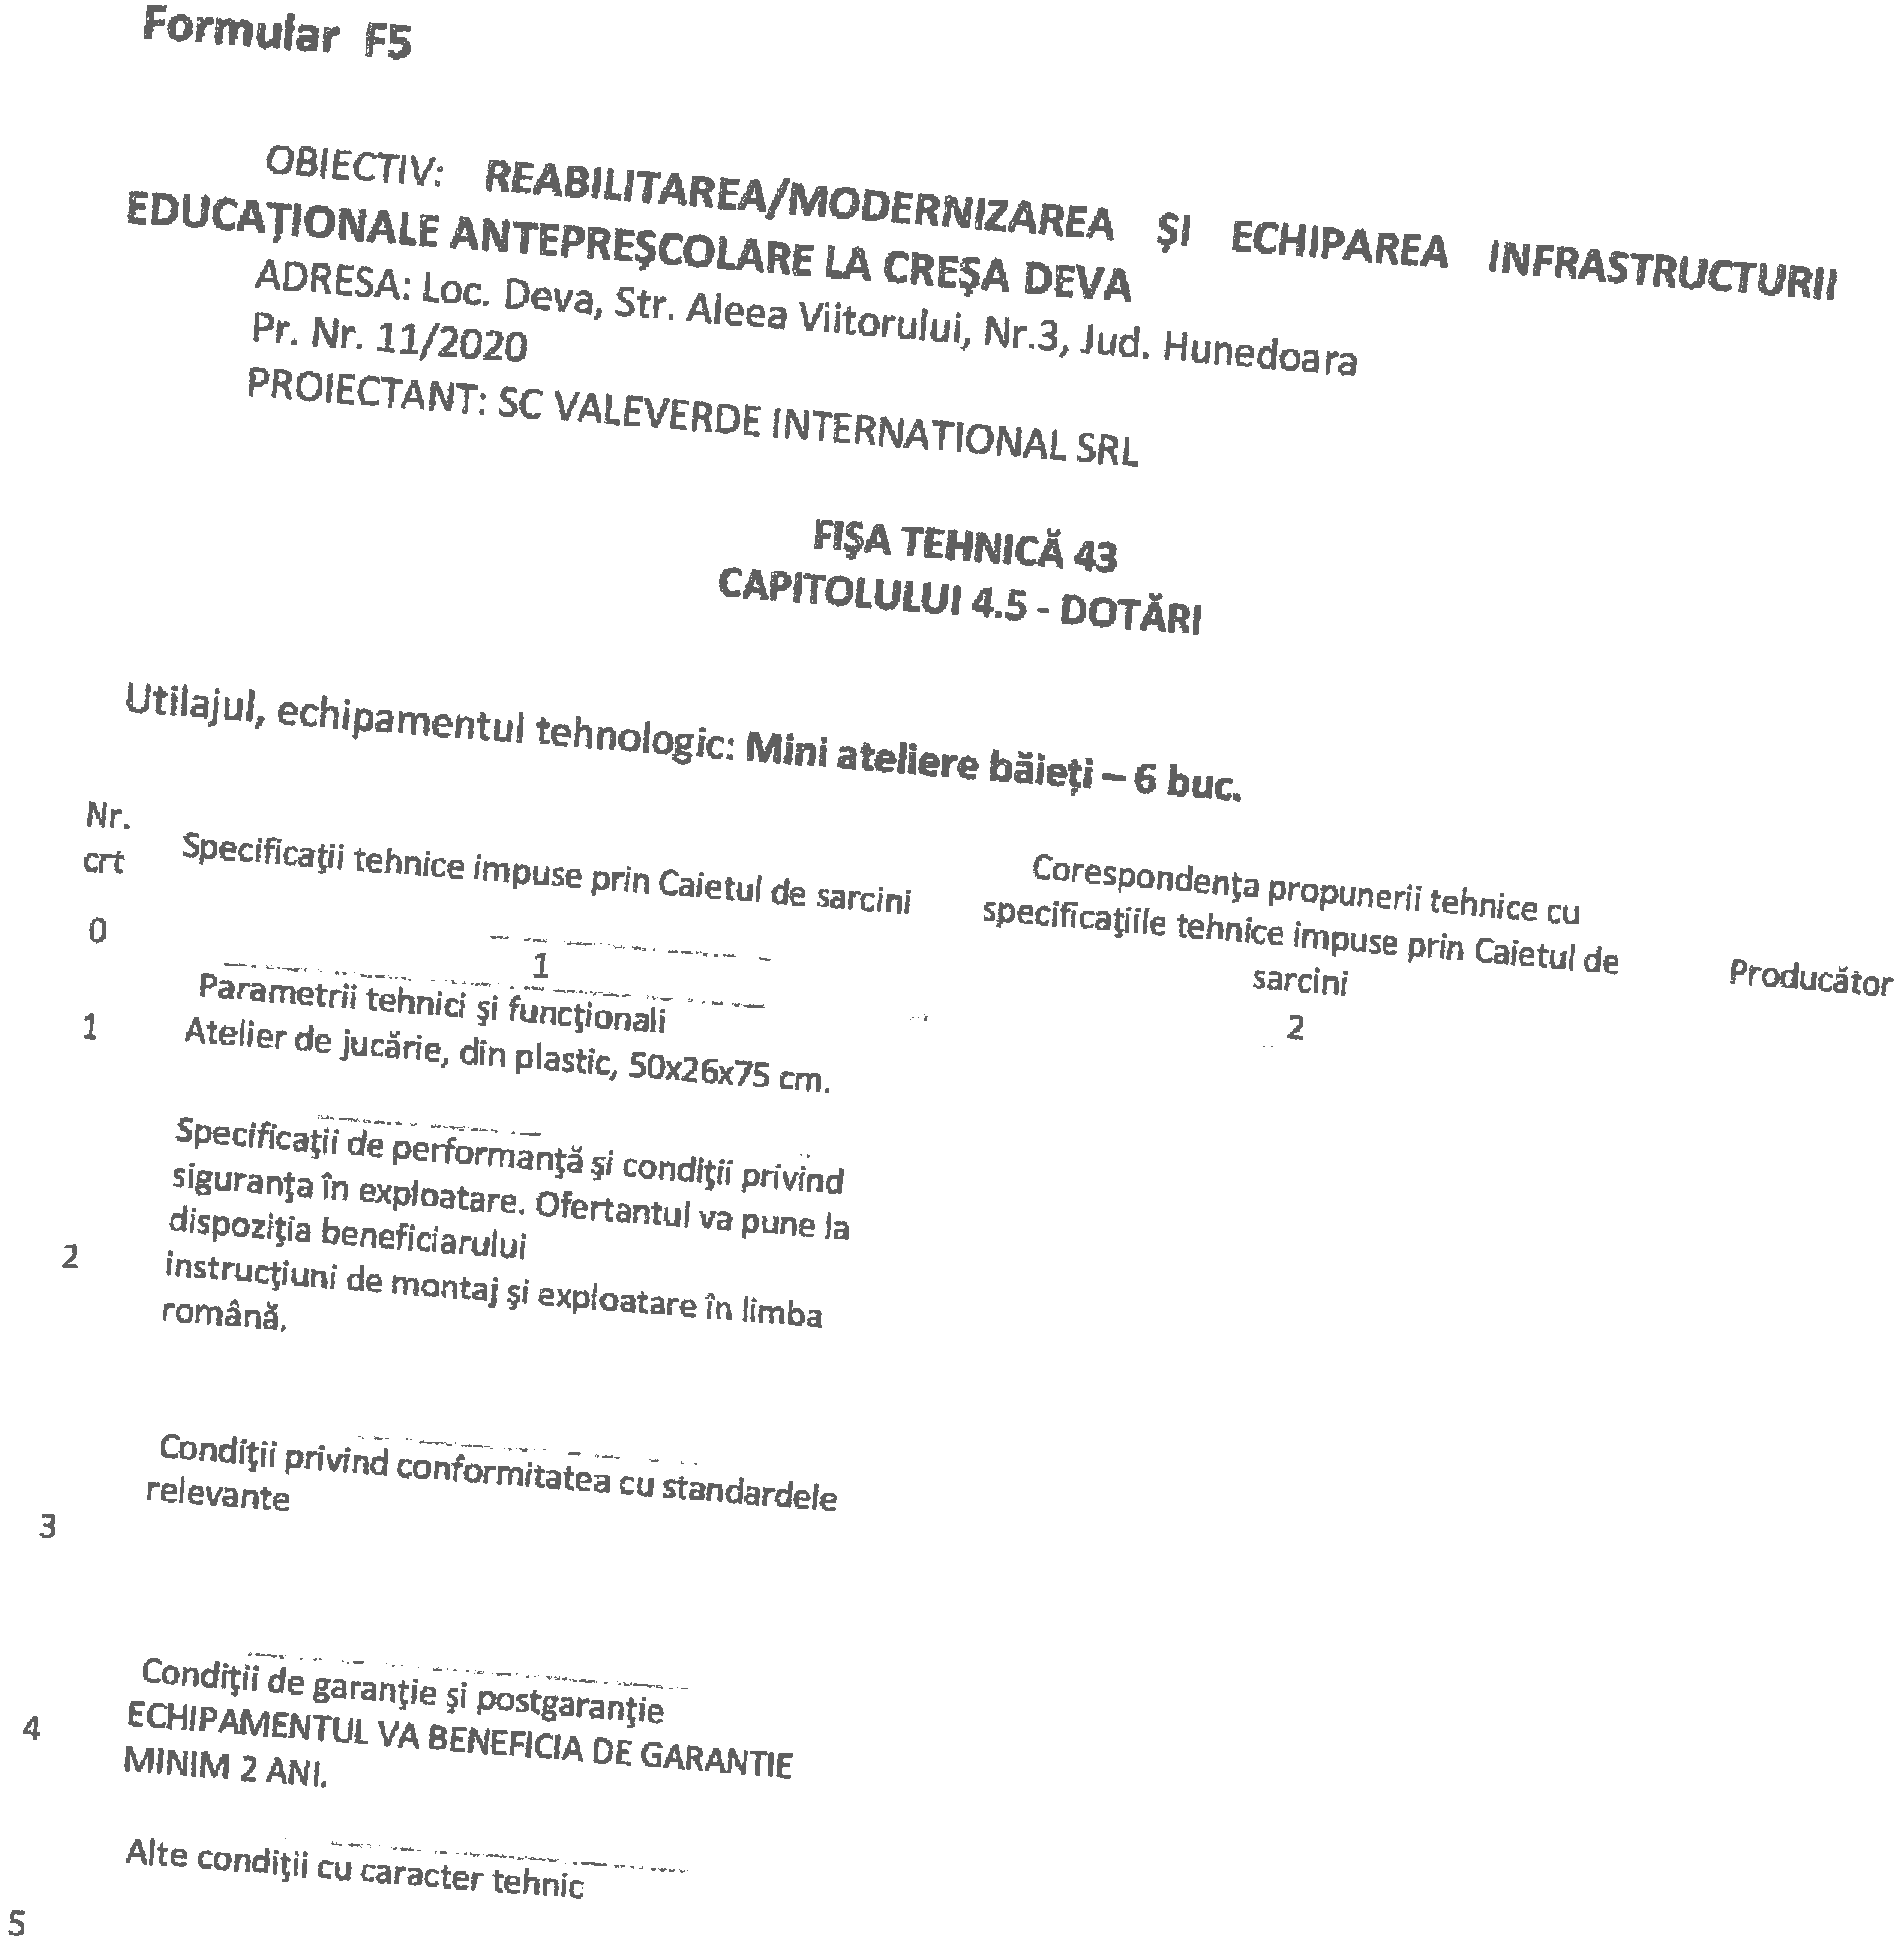 Formular F5
OBIECTIV: REABILITAREA/MODERNIZAREA ŞI ECHIPAREA INFRASTRUCTURII
EDUCAŢIONALE ANTEPREŞCOLARE LA CREŞA DEVA
ADRESA: Loc. Deva, Str. Aleea Viitorului, Nr.3, Jud. Hunedoara
Pr. Nr. 11/2020
PROIECTANT: SC VALEVERDE INTERNATIONAL SRL
FIŞA TEHNICĂ 43
CAPITOLULUI 4.5 - DOTĂRI
Utilajul, echipamentul tehnologic: Mini ateliere băieţi – 6 buc.
Nr.
crt
Specificaţii tehnice impuse prin Caietul de sarcini
Corespondenţa propunerii tehnice cu
specificaţiile tehnice impuse prin Caietul de
sarcini
Producător
0
1
2
Parametrii tehnici şi funcţionali
1
Atelier de jucărie, din plastic, 50x26x75 cm.
Specificaţii de performanţă şi condiţii privind
siguranţa în exploatare. Ofertantul va pune la
dispoziţia beneficiarului
2
instrucţiuni de montaj şi exploatare în limba
română.
Condiţii privind conformitatea cu standardele
relevante
3
Condiţii de garanţie şi postgaranţie
4
ECHIPAMENTUL VA BENEFICIA DE GARANTIE
MINIM 2 ANI.
Alte condiţii cu caracter tehnic
5